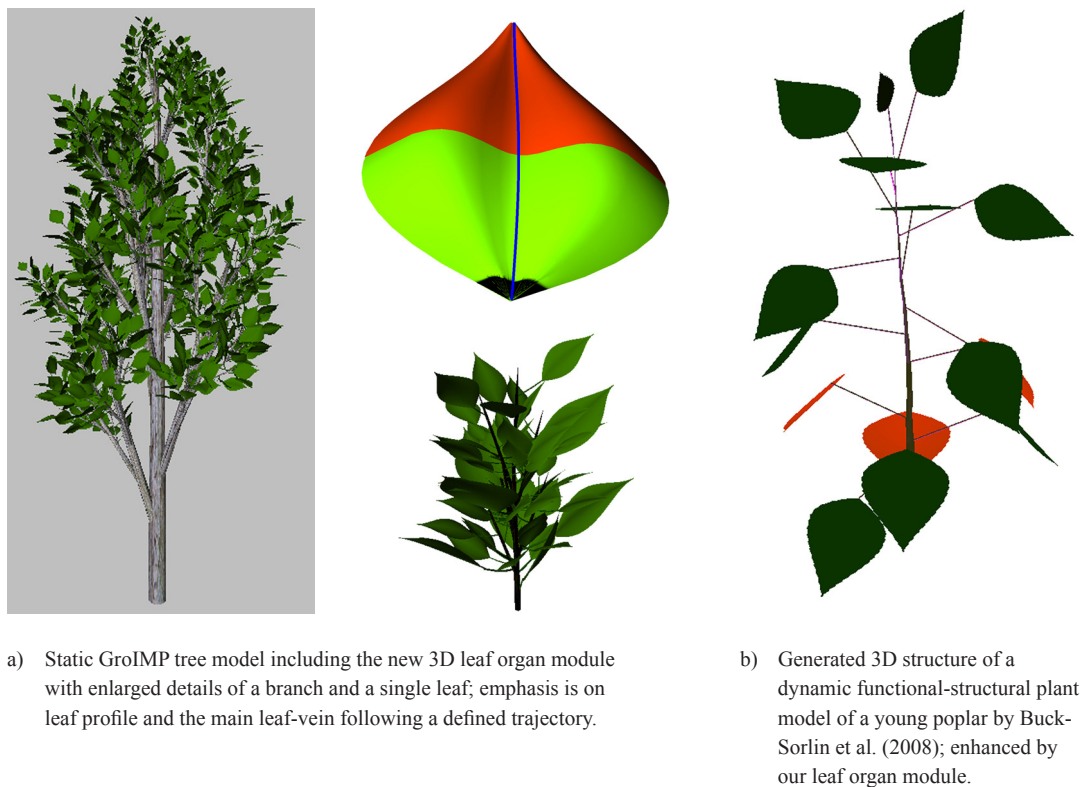 a) Static GroIMP tree model including the new 3D leaf organ module
with enlarged details of a branch and a single leaf; emphasis is on
leaf profile and the main leaf-vein following a defined trajectory.
b) Generated 3D structure of a
dynamic functional-structural plant
model of a young poplar by Buck-
Sorlin et al. (2008); enhanced by
our leaf organ module.